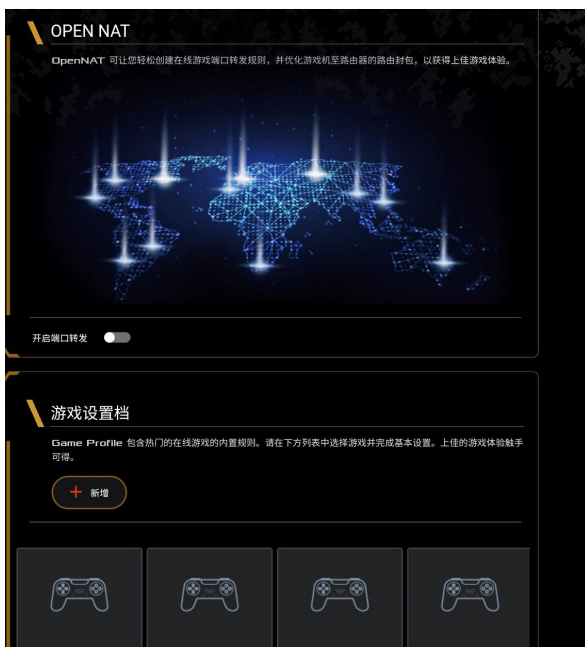 OPEN NAT
OpenNAT 可让您轻松创建在线游戏端口转发规则，并优化游戏机至路由器的路由封包，以获得上佳游戏体验。
开启端口转发
游戏设置档
Game Profile 包含热门的在线游戏的内置规则。请在下方列表中选择游戏并完成基本设置。上佳的游戏体验触手
可得。
新增